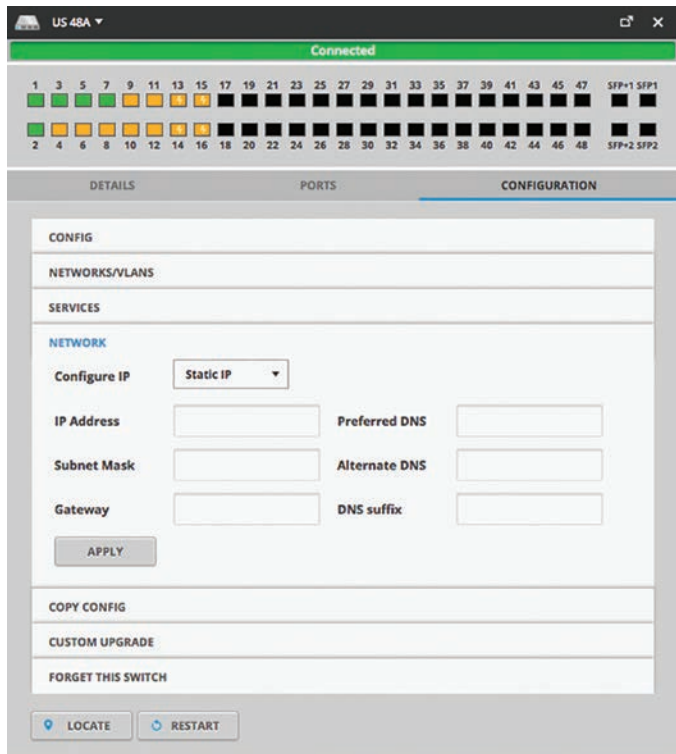 US 48A
Connected
1 3 5 7 9 11 13 15 17 19 21 23 25 27 29 31 33 35 37 39 41 43 45 47 SFP+1 SFP1
2 4 6 8 10 12 14 16 18 20 22 24 26 28 30 32 34 36 38 40 42 44 46 48 SFP+2 SFP2
DETAILS PORTS CONFIGURATION
CONFIG
NETWORKS/VLANS
SERVICES
NETWORK
Configure IP Static IP
IP Address Preferred DNS
Subnet Mask Alternate DNS
Gateway DNS suffix
APPLY
COPY CONFIG
CUSTOM UPGRADE
FORGET THIS SWITCH
LOCATE RESTART